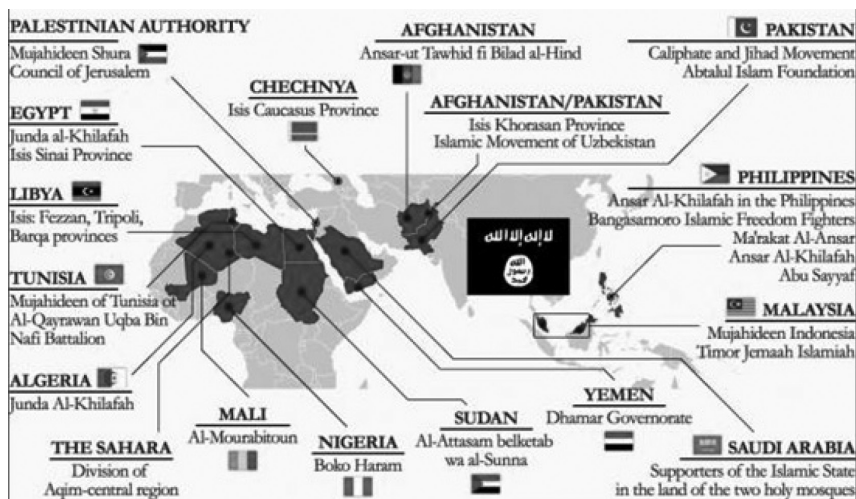 PALESTINIAN AUTHORITY
Mujahideen Shura
Council of Jerusalem
EGYPT
Junda al-Khilafah
Isis Sinai Province
LIBYA
Isis: Fezzan, Tripoli,
Barqa provinces
TUNISIA
Mujahideen of Tunisia of
Al-Qayrawan Uqba Bin
Nafi Battalion
ALGERIA
Junda Al-Khilafah
THE SAHARA
Division of
Aqim-central region
CHECHNYA
Isis Caucasus Province
AFGHANISTAN
Ansar-ut Tawhid fi Bilad al-Hind
AFGHANISTAN/PAKISTAN
Isis Khorasan Province
Islamic Movement of Uzbekistan
PAKISTAN
Caliphate and Jihad Movement
Abtalul Islam Foundation
PHILIPPINES
Ansar Al-Khilafah in the Philippines
Bangasamoro Islamic Freedom Fighters
Ma'rakat Al-Ansar
Ansar Al-Khilafah
Abu Sayyaf
لا إله إلا الله
الله
رسول
محمد
MALAYSIA
Mujahideen Indonesia
Timor Jemaah Islamiah
MALI
Al-Mourabitoun
NIGERIA
Boko Haram
SUDAN
Al-Attasam belketab
wa al-Sunna
YEMEN
Dhamar Governorate
SAUDI ARABIA
Supporters of the Islamic State
in the land of the two holy mosques